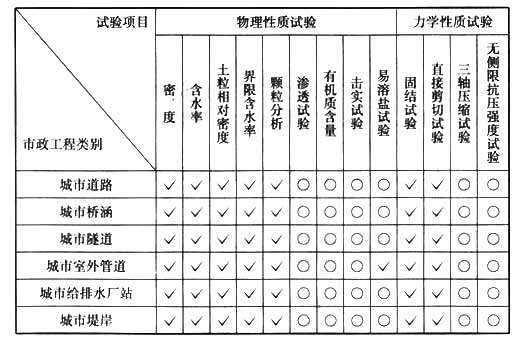 试验项目 物理性质试验 力学性质试验
市政工程类别 密度 含水率 土粒相对密度 界限含水率 颗粒分析 渗透试验 有机质含量 击实试验 易溶盐试验 固结试验 直接剪切试验 三轴压缩试验 无侧限抗压强度试验
城市道路 ✓ ✓ ✓ ✓ ✓ ○ ○ ○ ○ ✓ ✓ ○ ○
城市桥涵 ✓ ✓ ✓ ✓ ✓ ○ ○ ○ ○ ✓ ✓ ○ ○
城市隧道 ✓ ✓ ✓ ✓ ✓ ○ ○ ○ ○ ✓ ✓ ○ ○
城市室外管道 ✓ ✓ ✓ ✓ ✓ ○ ○ ○ ✓ ✓ ✓ ○ ○
城市给排水厂站 ✓ ✓ ✓ ✓ ✓ ○ ○ ○ ○ ✓ ✓ ○ ○
城市堤岸 ✓ ✓ ✓ ✓ ✓ ○ ○ ○ ○ ✓ ✓ ○ ○